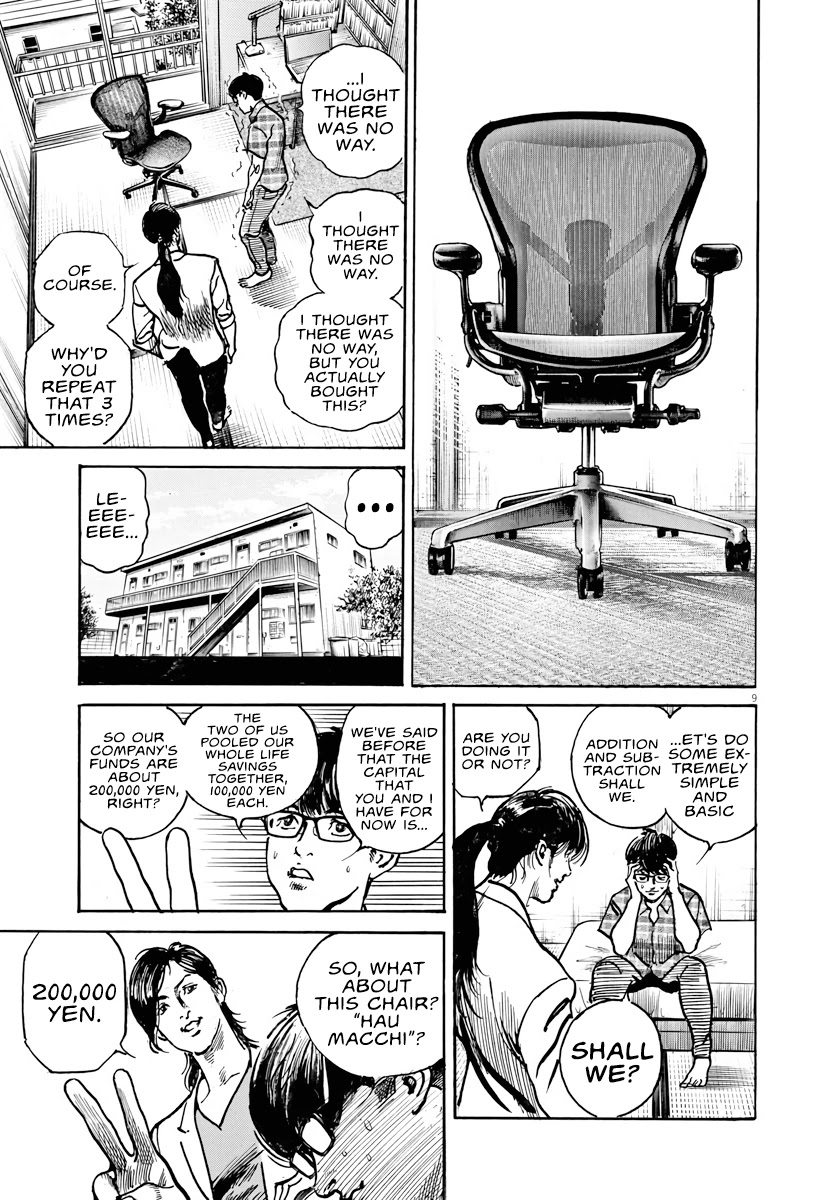 ...I
THOUGHT
THERE
WAS NO
WAY.
I
THOUGHT
THERE
WAS NO
WAY.
I THOUGHT
THERE WAS
NO WAY,
BUT YOU
ACTUALLY
BOUGHT
THIS?
OF
COURSE.
WHY'D
YOU
REPEAT
THAT 3
TIMES?
...
LE-
EEE-
EEE...
9
...ET'S DO
SOME EX-
TREMELY
SIMPLE
AND
BASIC
ADDITION
AND SUB-
TRACTION
SHALL
WE.
ARE YOU
DOING IT
OR NOT?
SHALL
WE?
WE'VE SAID
BEFORE
THAT THE
CAPITAL
THAT
YOU AND I
HAVE FOR
NOW IS...
THE
TWO OF US
POOLED OUR
WHOLE LIFE
SAVINGS
TOGETHER,
100,000 YEN
EACH.
SO OUR
COMPANY'S
FUNDS ARE
ABOUT
200,000 YEN,
RIGHT?
SO, WHAT
ABOUT
THIS CHAIR?
"HAU
MACCHI"?
200,000
YEN.